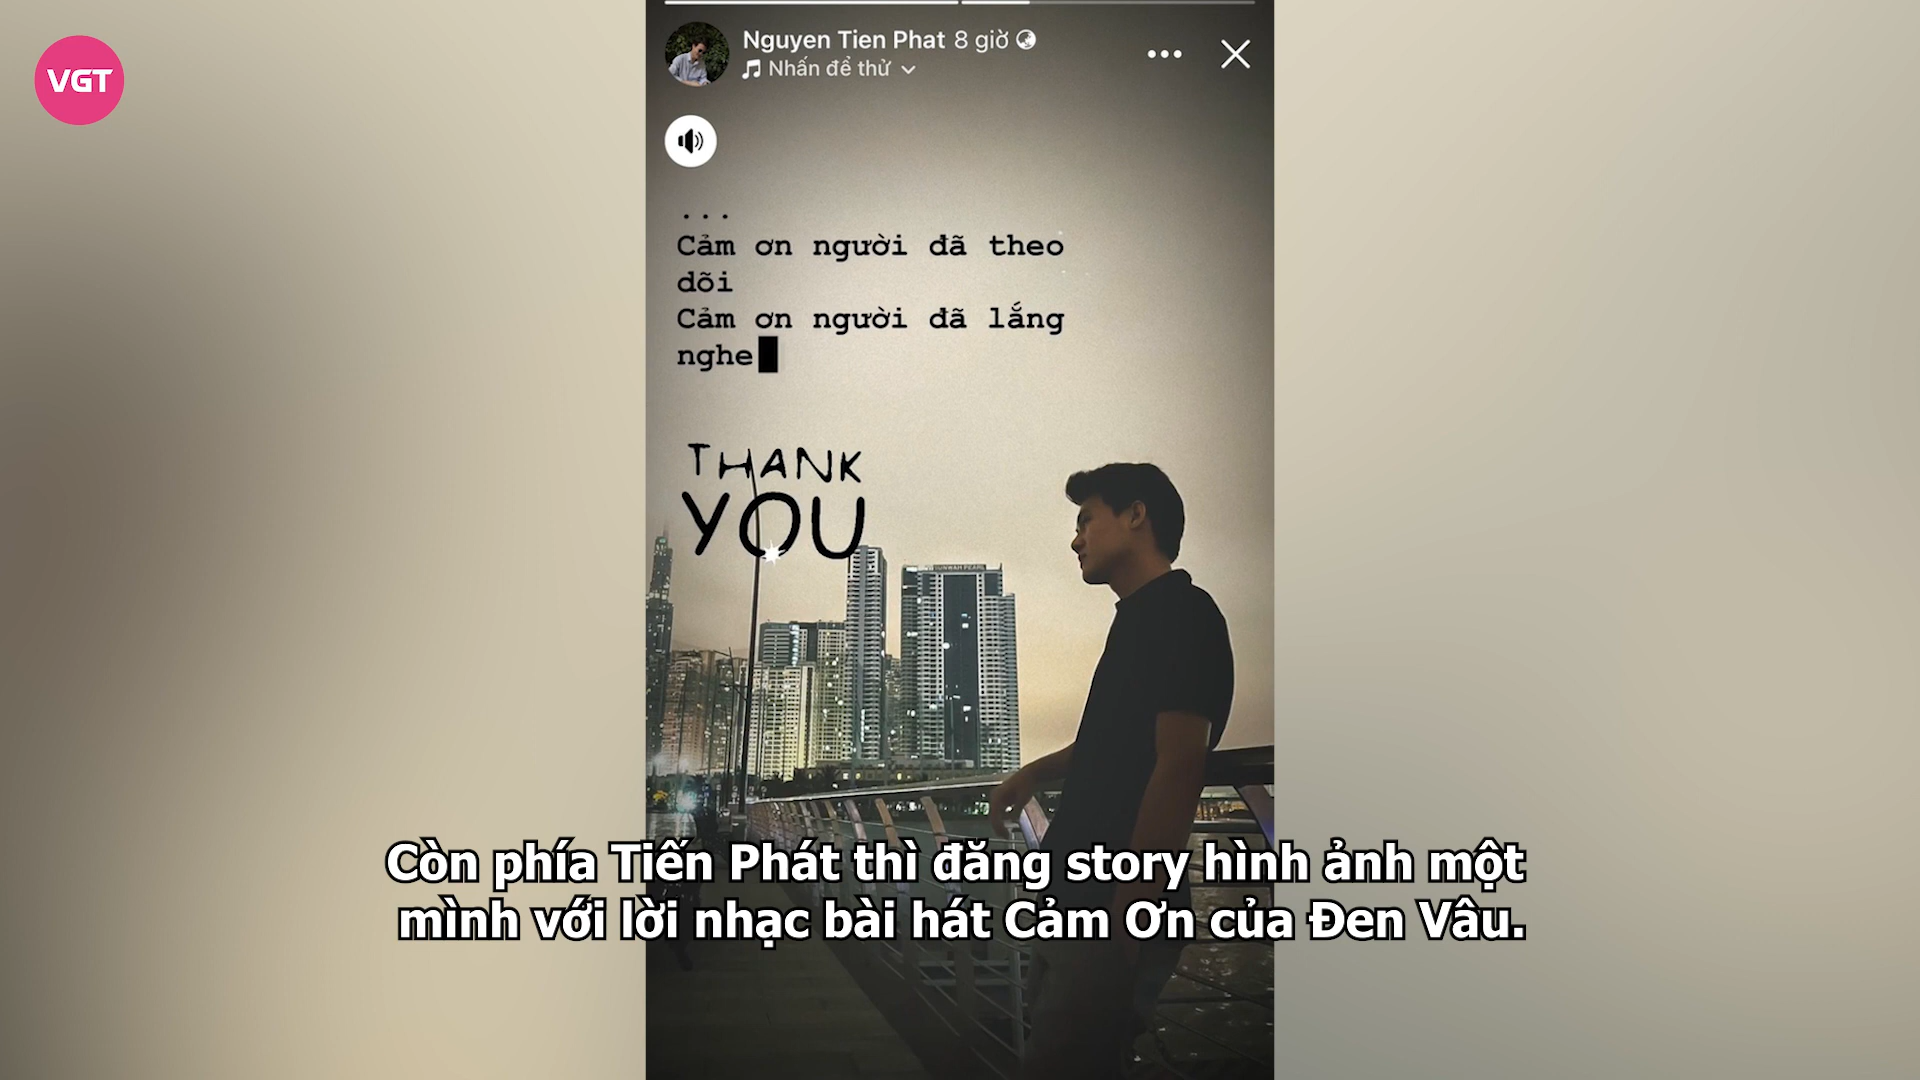 VGT
Nguyen Tien Phat 8 giờ
Nhấn để thử
...
Cảm ơn người đã theo
dõi
Cảm ơn người đã lắng
nghe
THANK
YOU
SUNWAH PEARL
Còn phía Tiến Phát thì đăng story hình ảnh một
mình với lời nhạc bài hát Cảm Ơn của Đen Vâu.